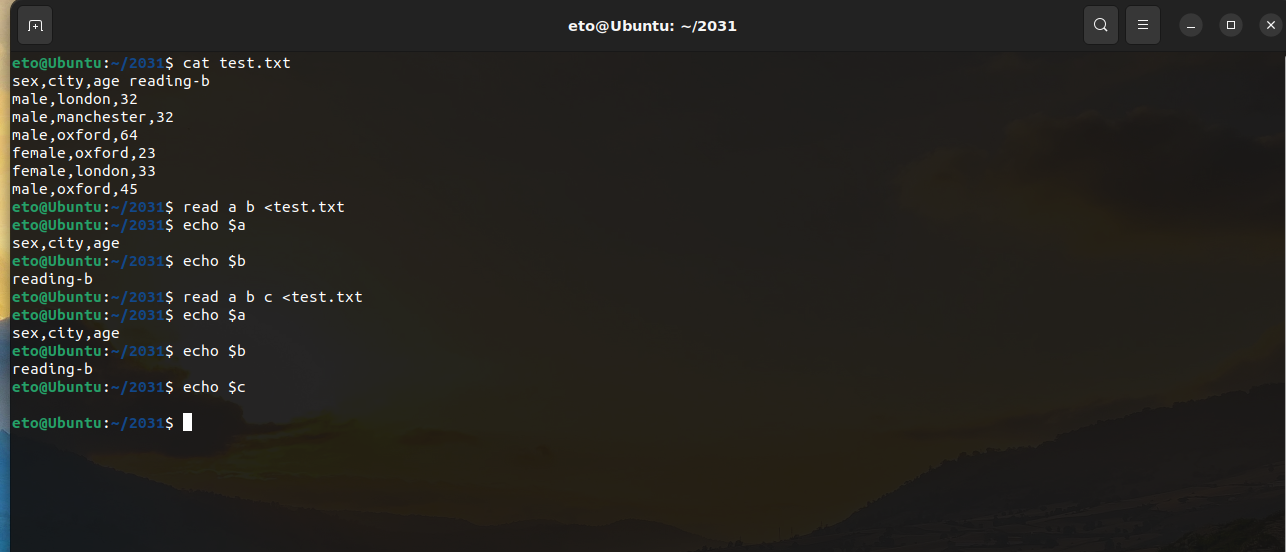 eto@Ubuntu: ~/2031
eto@Ubuntu:~/2031$ cat test.txt
sex,city,age reading-b
male,london,32
male,manchester,32
male,oxford,64
female,oxford,23
female,london,33
male,oxford,45
eto@Ubuntu:~/2031$ read a b <test.txt
eto@Ubuntu:~/2031$ echo $a
sex,city,age
eto@Ubuntu:~/2031$ echo $b
reading-b
eto@Ubuntu:~/2031$ read a b c <test.txt
eto@Ubuntu:~/2031$ echo $a
sex,city,age
eto@Ubuntu:~/2031$ echo $b
reading-b
eto@Ubuntu:~/2031$ echo $c
eto@Ubuntu:~/2031$